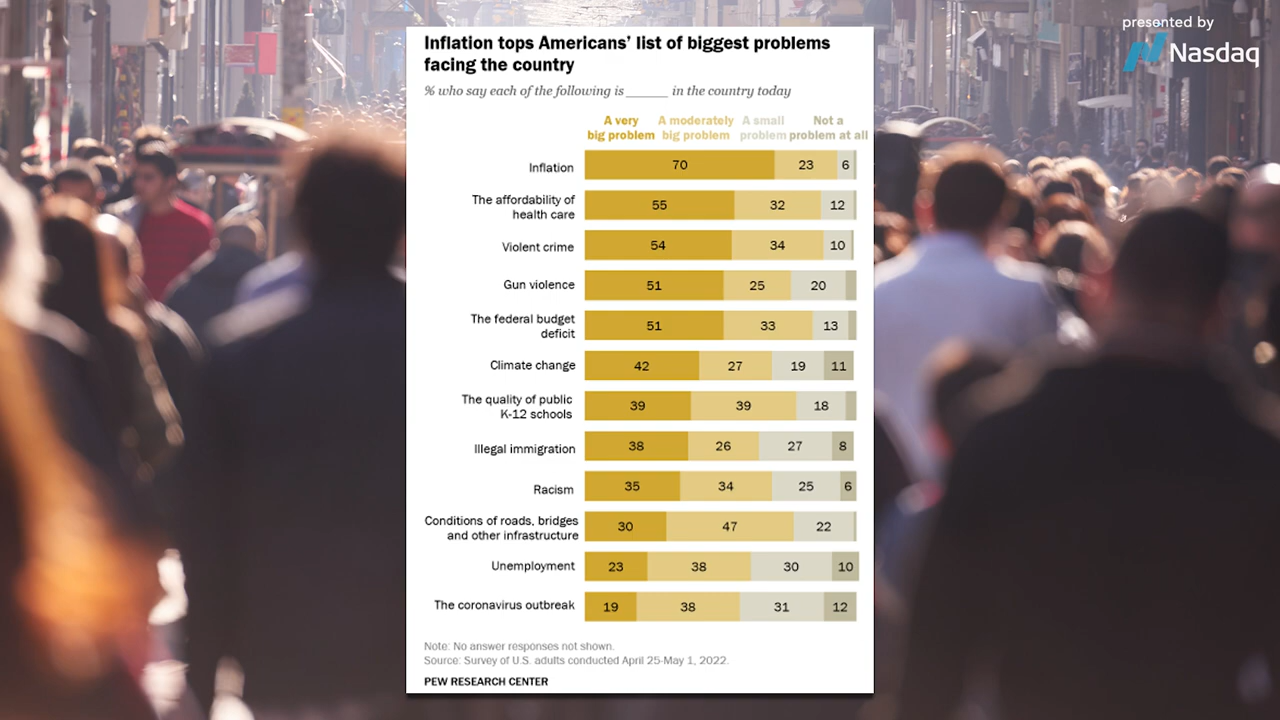 presented by
Nasdaq
Inflation tops Americans' list of biggest problems
facing the country
% who say each of the following is ______ in the country today
A very
big problem
A moderately
big problem
A small
problem
Not a
problem at all
Inflation 70 23 6
The affordability of
health care 55 32 12
Violent crime 54 34 10
Gun violence 51 25 20
The federal budget
deficit 51 33 13
Climate change 42 27 19 11
The quality of public
K-12 schools 39 39 18
Illegal immigration 38 26 27 8
Racism 35 34 25 6
Conditions of roads, bridges
and other infrastructure 30 47 22
Unemployment 23 38 30 10
The coronavirus outbreak 19 38 31 12
Note: No answer responses not shown.
Source: Survey of U.S. adults conducted April 25-May 1, 2022.
PEW RESEARCH CENTER